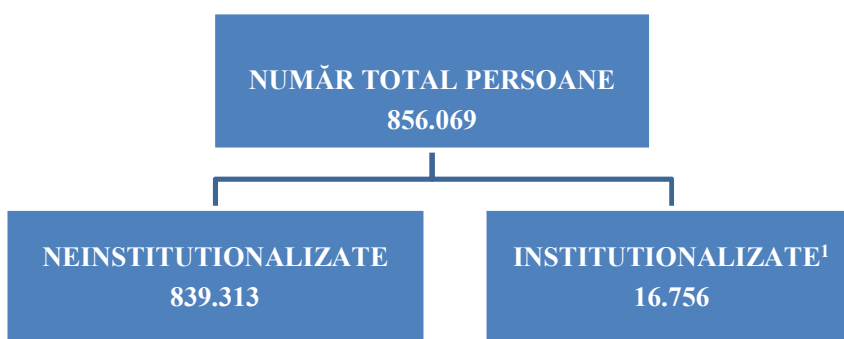 NUMĂR TOTAL PERSOANE
856.069
NEINSTITUTIONALIZATE
839.313
INSTITUTIONALIZATE¹
16.756